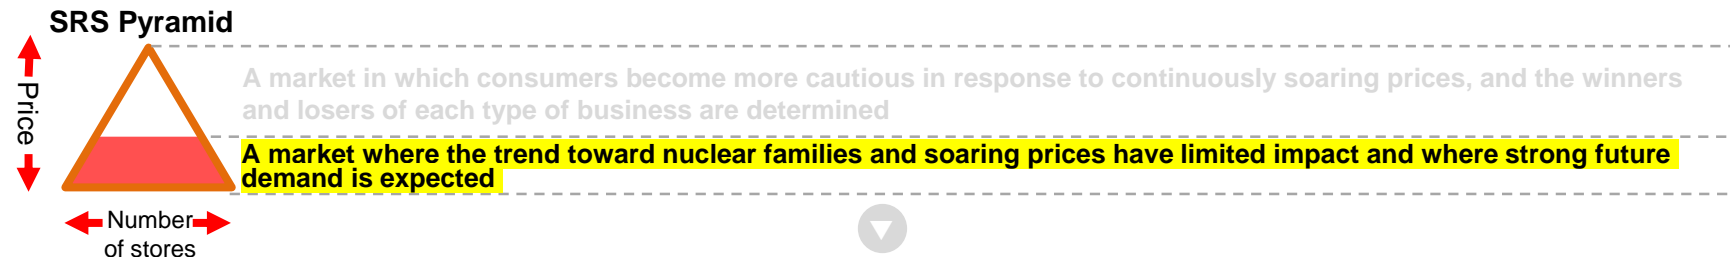 SRS Pyramid
Price
A market in which consumers become more cautious in response to continuously soaring prices, and the winners
and losers of each type of business are determined
A market where the trend toward nuclear families and soaring prices have limited impact and where strong future
demand is expected
Number
of stores